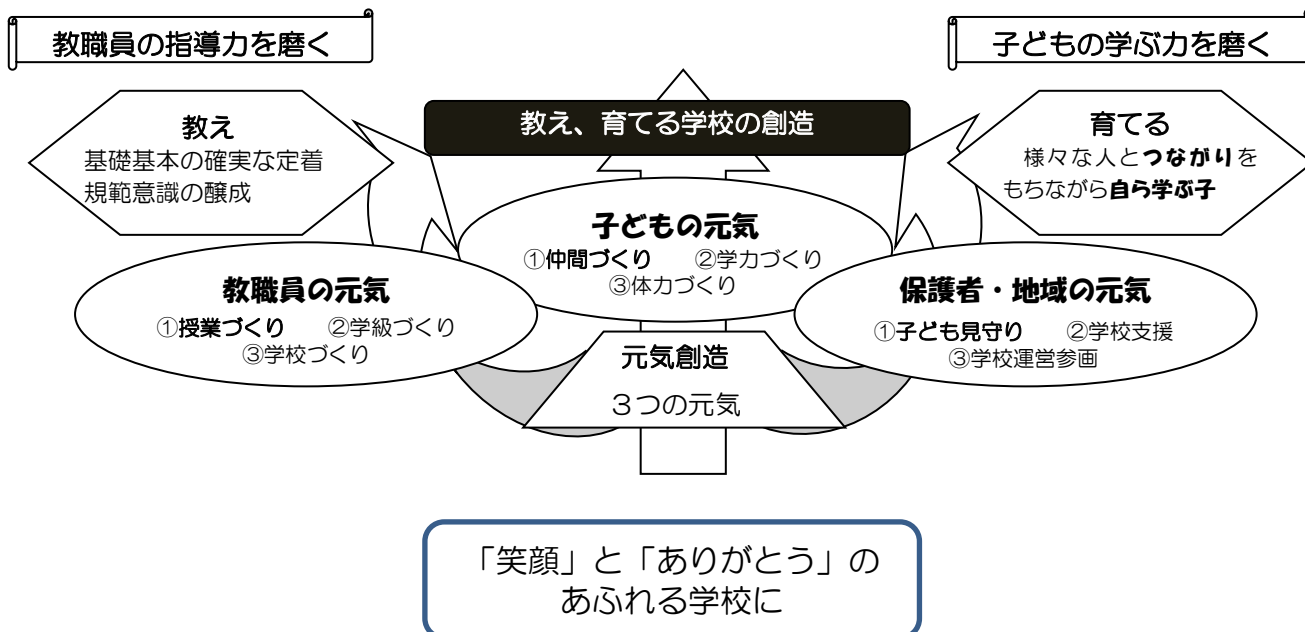 教職員の指導力を磨く
子どもの学ぶ力を磨く
教え、育てる学校の創造
教え
基礎基本の確実な定着
規範意識の醸成
育てる
様々な人とつながりを
もちながら自ら学ぶ子
子どもの元気
①仲間づくり ②学力づくり
③体力づくり
教職員の元気
①授業づくり ②学級づくり
③学校づくり
保護者・地域の元気
①子ども見守り ②学校支援
③学校運営参画
元気創造
３つの元気
「笑顔」と「ありがとう」の
あふれる学校に